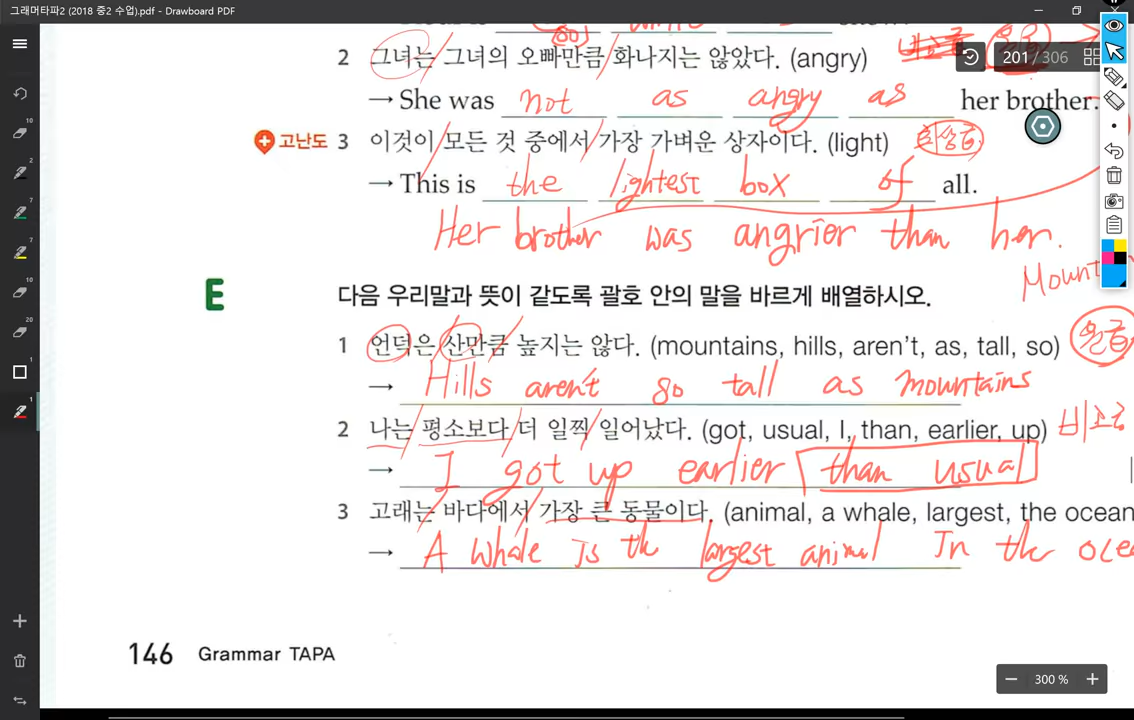 그래머타파2 (2018 중2 수업).pdf - Drawboard PDF
201 / 306
2 그녀는 그녀의 오빠만큼 화나지는 않았다. (angry)
→ She was not as angry as her brother.
고난도 3 이것이 모든 것 중에서 가장 가벼운 상자이다. (light) 최상급
→ This is the lightest box of all.
Her brother was angrier than her.
Mount
E 다음 우리말과 뜻이 같도록 괄호 안의 말을 바르게 배열하시오.
1 언덕은 산만큼 높지는 않다. (mountains, hills, aren't, as, tall, so) 원급
→ Hills aren't so tall as mountains
2 나는 평소보다 더 일찍 일어났다. (got, usual, I, than, earlier, up) 비교급
→ I got up earlier than usual
3 고래는 바다에서 가장 큰 동물이다. (animal, a whale, largest, the ocean
→ A whale is the largest animal In the oce
146 Grammar TAPA
300 %